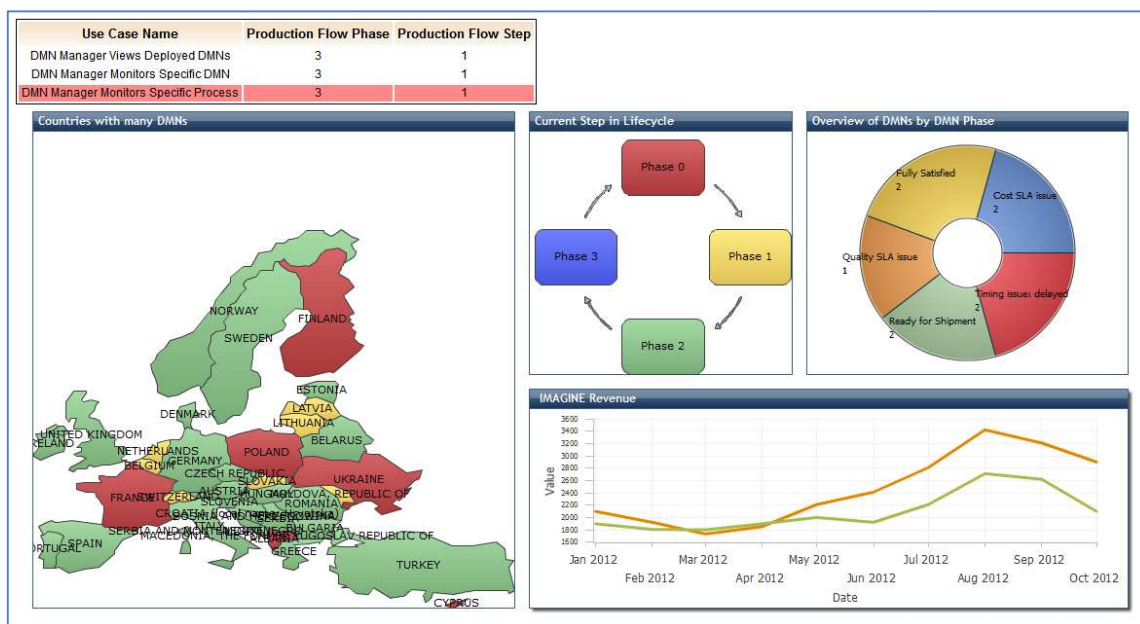 Use Case Name Production Flow Phase Production Flow Step
DMN Manager Views Deployed DMNs 3 1
DMN Manager Monitors Specific DMN 3 1
DMN Manager Monitors Specific Process 3 1
Countries with many DMNs
NORWAY
FINLAND
SWEDEN
ESTONIA
DENMARK
LATVIA
LITHUANIA
UNITED KINGDOM
BELARUS
NETHERLANDS
GERMANY
POLAND
BELGIUM
CZECH REPUBLIC
UKRAINE
SLOVAKIA
FRANCE
SWITZERLAND
AUSTRIA
HUNGARY
MOLDOVA, REPUBLIC OF
SLOVENIA
ROMANIA
ITALY
BULGARIA
SPAIN
ALBANIA
GREECE
TURKEY
CYPRUS
Current Step in Lifecycle
Phase 0
Phase 3
Phase 1
Phase 2
Overview of DMNs by DMN Phase
Fully Satisfied
2
Cost SLA issue
2
Quality SLA issue
1
Timing issue: delayed
2
Ready for Shipment
2
IMAGINE Revenue
3600
3400
3200
3000
2800
2600
2400
2200
2000
1800
1600
Value
Jan 2012
Feb 2012
Mar 2012
Apr 2012
May 2012
Jun 2012
Jul 2012
Aug 2012
Sep 2012
Oct 2012
Date